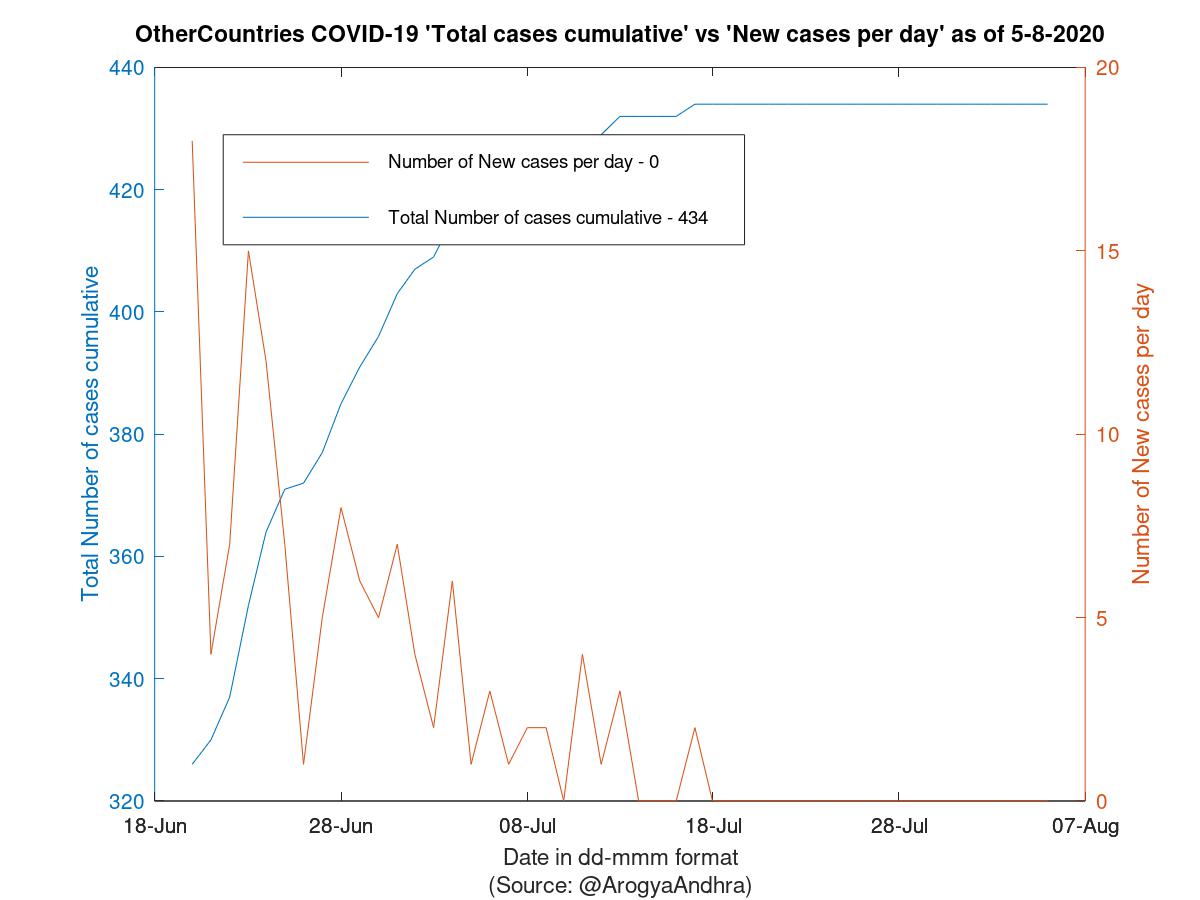 OtherCountries COVID-19 'Total cases cumulative' vs 'New cases per day' as of 5-8-2020
440
420
400
380
360
340
320
Total Number of cases cumulative
Number of New cases per day - 0
Total Number of cases cumulative - 434
20
15
10
5
0
Number of New cases per day
18-Jun 28-Jun 08-Jul 18-Jul 28-Jul 07-Aug
Date in dd-mmm format
(Source: @ArogyaAndhra)